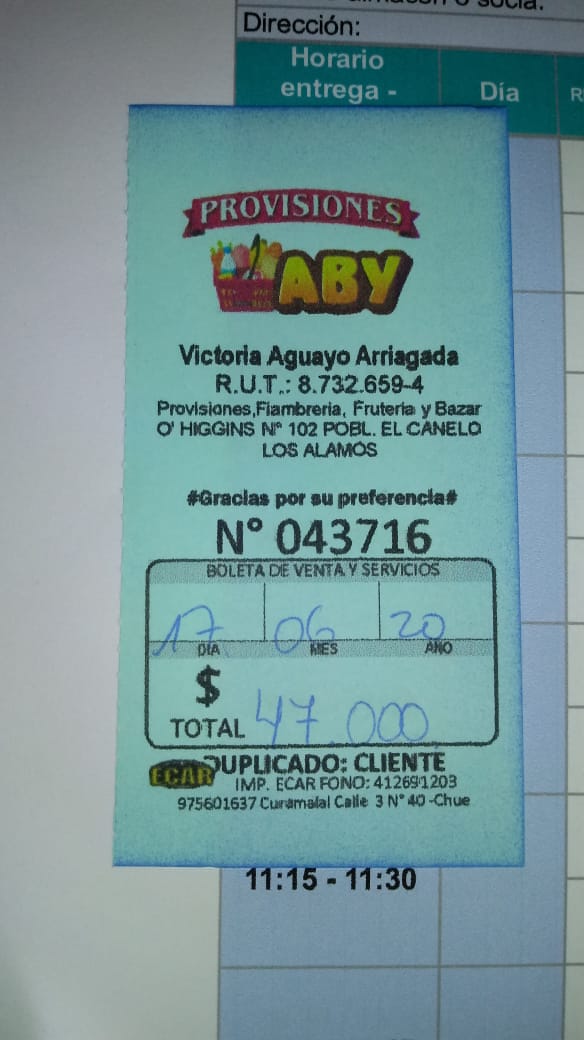 Dirección:
Horario
entrega -
Día
PROVISIONES
ABY
Victoria Aguayo Arriagada
R.U.T.: 8.732.659-4
Provisiones,Fiambreria, Fruteria y Bazar
O' HIGGINS N° 102 POBL. EL CANELO
LOS ALAMOS
#Gracias por su preferencia#
N° 043716
BOLETA DE VENTA Y SERVICIOS
17 06 20
DIA MES AÑO
$
TOTAL 47.000
DUPLICADO: CLIENTE
ECAR
IMP. ECAR FONO: 412691203
975601637 Curamalal Calle 3 N° 40 -Chue
11:15 - 11:30